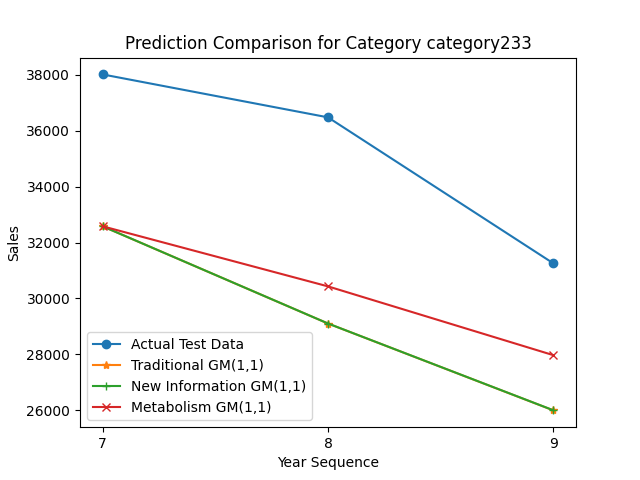 Prediction Comparison for Category category233
Sales
38000
36000
34000
32000
30000
28000
26000
Actual Test Data
Traditional GM(1,1)
New Information GM(1,1)
Metabolism GM(1,1)
7
8
9
Year Sequence